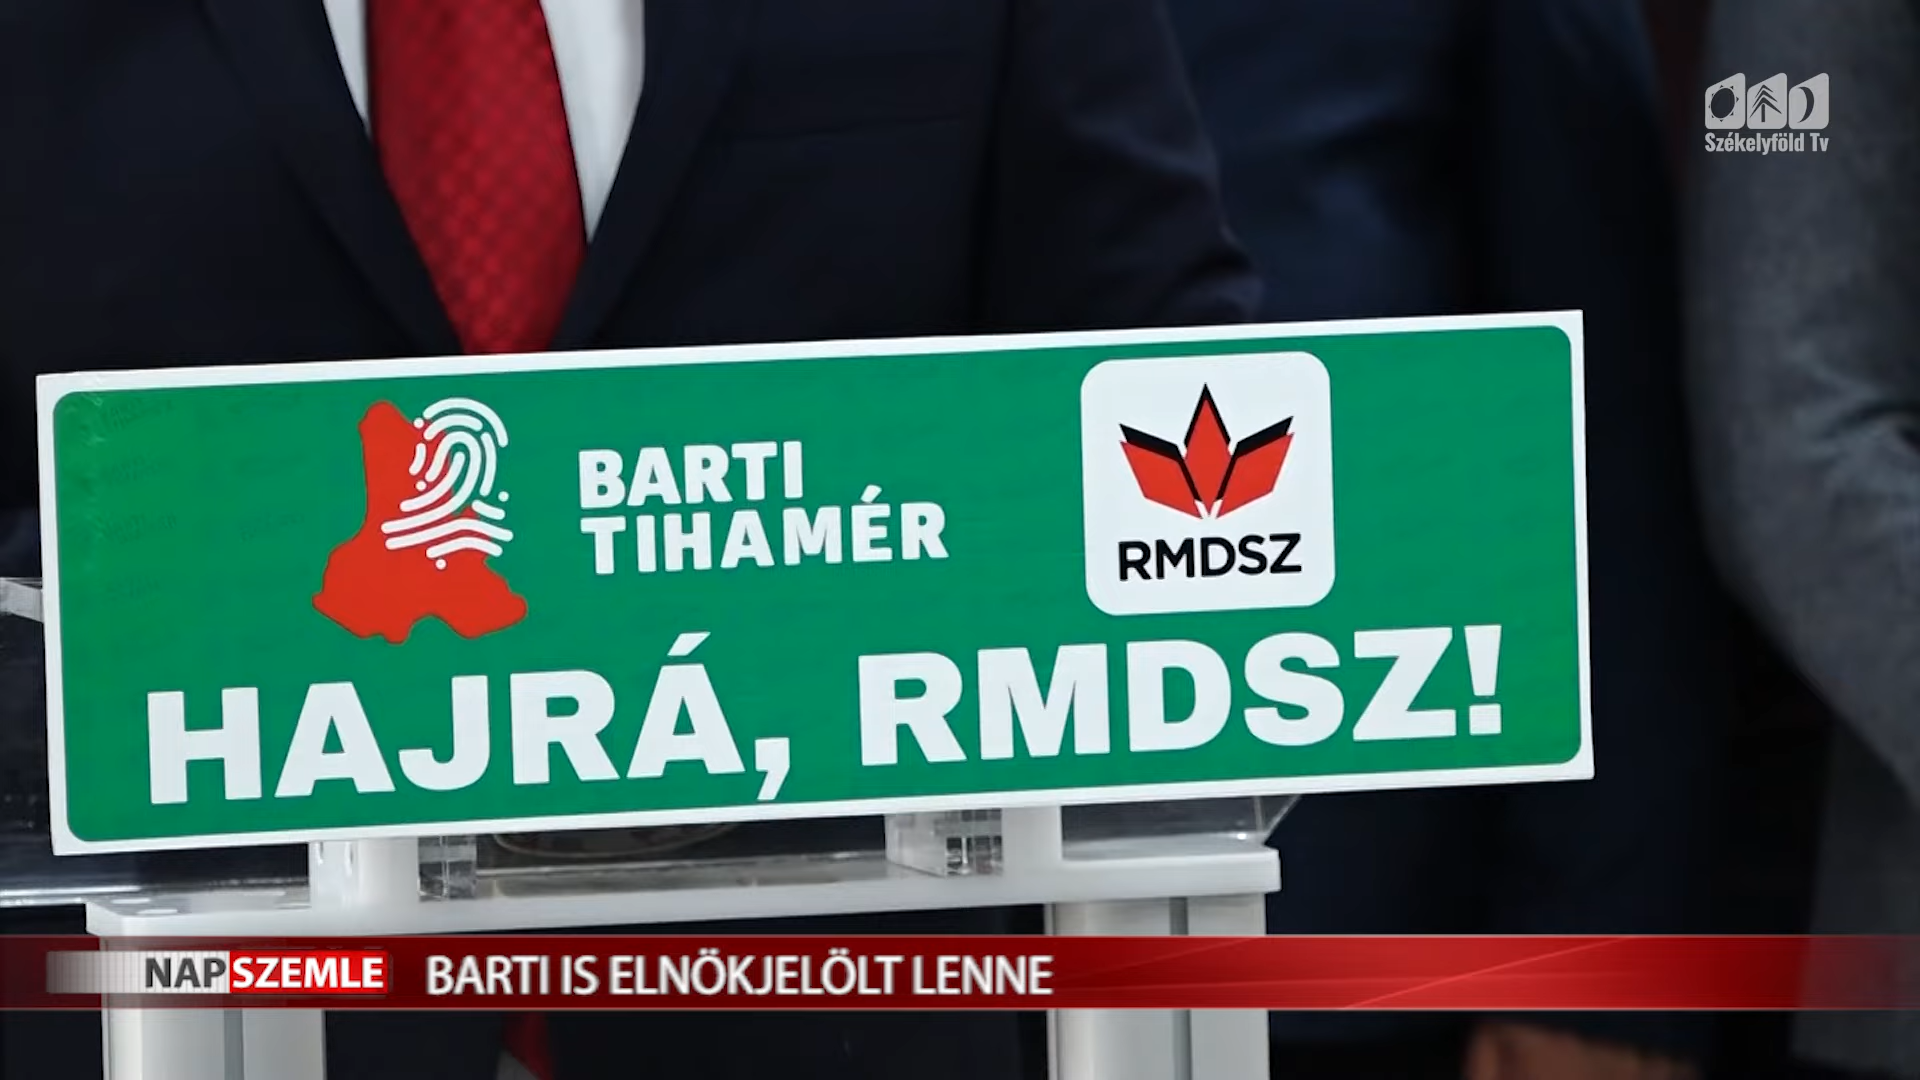 Székelyföld Tv
BARTI
TIHAMÉR
RMDSZ
HAJRÁ, RMDSZ!
NAPSZEMLE BARTI IS ELNÖKJELÖLT LENNE